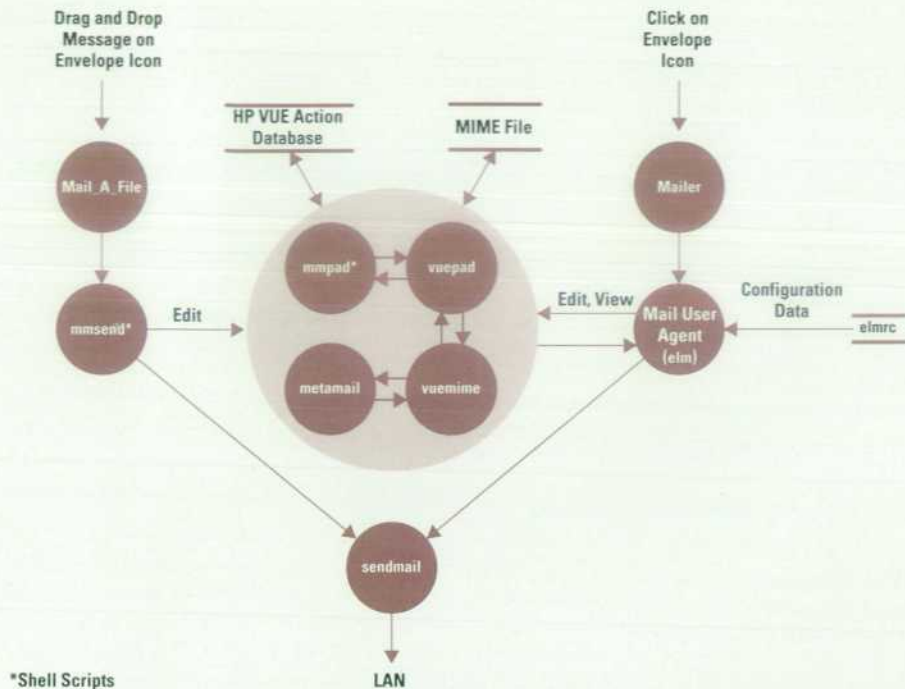 Drag and Drop
Message on
Envelope Icon
Click on
Envelope
Icon
HP VUE Action
Database
MIME File
Mail_A_File
Mailer
mmpad*
vuepad
mmsend*
Edit
Edit, View
Mail User
Agent
(elm)
Configuration
Data
elmrc
metamail
vuemime
sendmail
*Shell Scripts
LAN